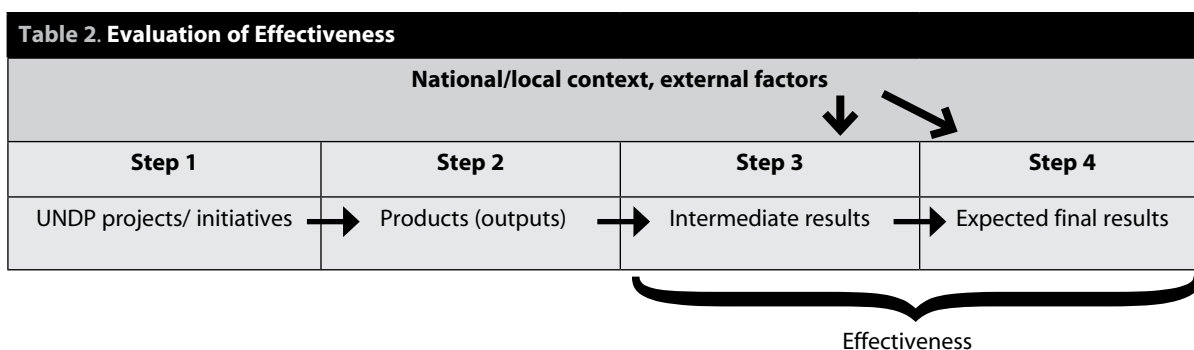 Table 2. Evaluation of Effectiveness
National/local context, external factors
Step 1 Step 2 Step 3 Step 4
UNDP projects/ initiatives Products (outputs) Intermediate results Expected final results
Effectiveness